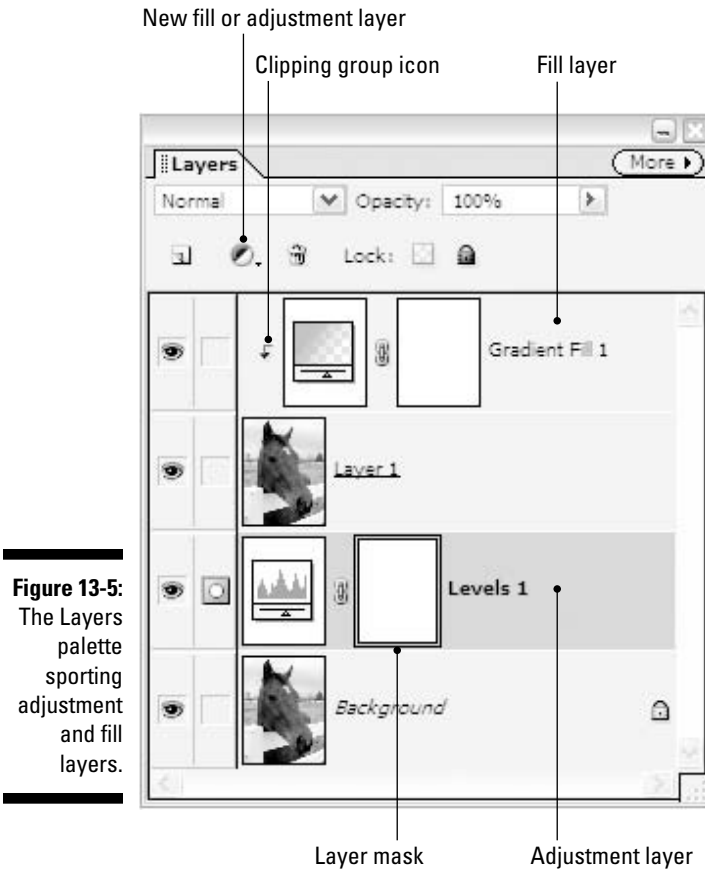 New fill or adjustment layer
Clipping group icon
Fill layer
Layers
More
Normal
Opacity: 100%
Lock:
Gradient Fill 1
Layer 1
Levels 1
Background
Figure 13-5:
The Layers
palette
sporting
adjustment
and fill
layers.
Layer mask
Adjustment layer